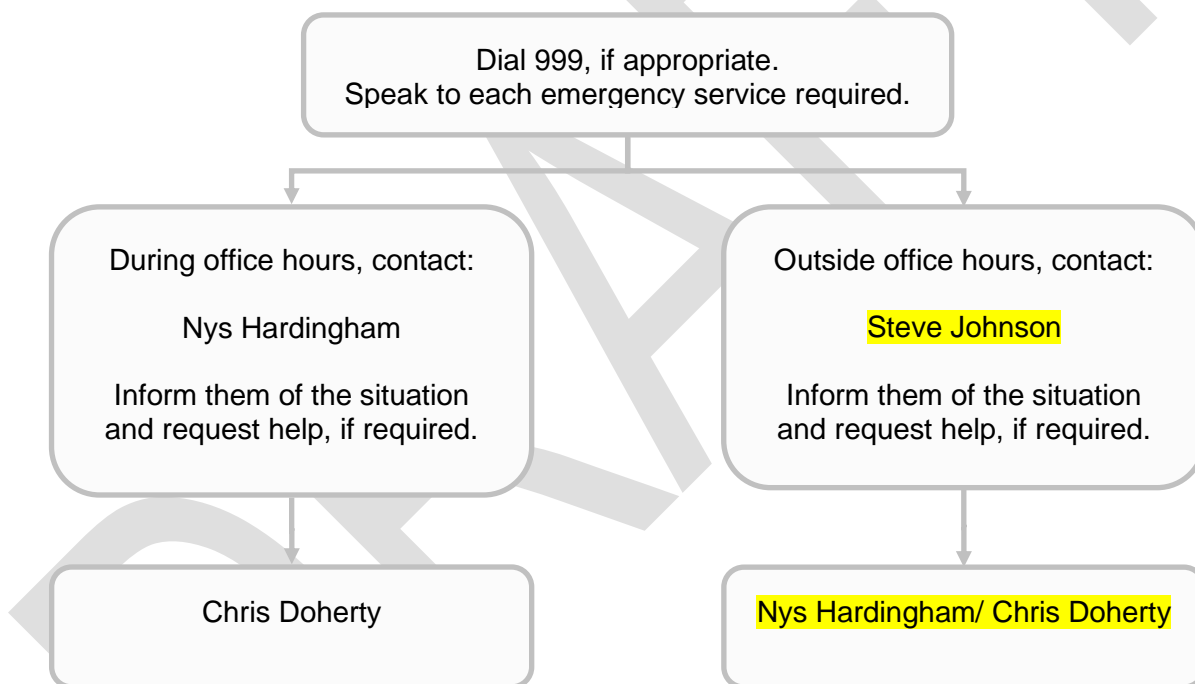 Dial 999, if appropriate.
Speak to each emergency service required.
During office hours, contact:
Nys Hardingham
Inform them of the situation
and request help, if required.
Outside office hours, contact:
Steve Johnson
Inform them of the situation
and request help, if required.
Chris Doherty
Nys Hardingham/ Chris Doherty